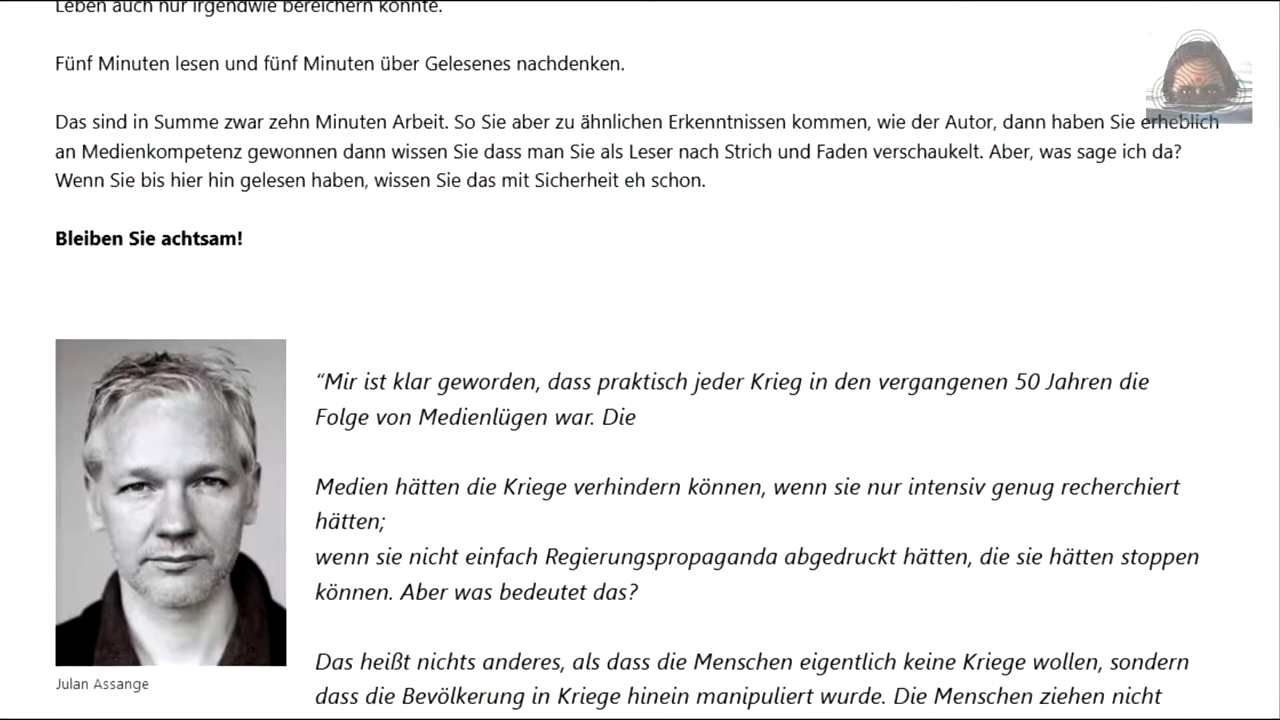 Leben auch nur irgendwie bereichern könnte.
Fünf Minuten lesen und fünf Minuten über Gelesenes nachdenken.
Das sind in Summe zwar zehn Minuten Arbeit. So Sie aber zu ähnlichen Erkenntnissen kommen, wie der Autor, dann haben Sie erheblich
an Medienkompetenz gewonnen dann wissen Sie dass man Sie als Leser nach Strich und Faden verschaukelt. Aber, was sage ich da?
Wenn Sie bis hier hin gelesen haben, wissen Sie das mit Sicherheit eh schon.
Bleiben Sie achtsam!
“Mir ist klar geworden, dass praktisch jeder Krieg in den vergangenen 50 Jahren die
Folge von Medienlügen war. Die
Medien hätten die Kriege verhindern können, wenn sie nur intensiv genug recherchiert
hätten;
wenn sie nicht einfach Regierungspropaganda abgedruckt hätten, die sie hätten stoppen
können. Aber was bedeutet das?
Das heißt nichts anderes, als dass die Menschen eigentlich keine Kriege wollen, sondern
dass die Bevölkerung in Kriege hinein manipuliert wurde. Die Menschen ziehen nicht
Julan Assange